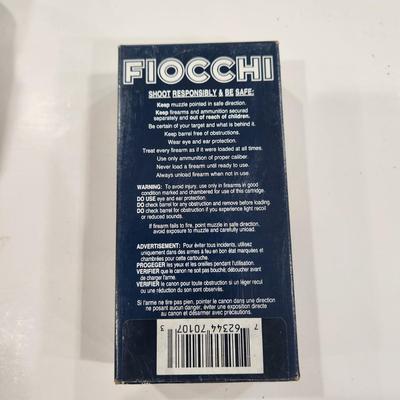 FIOCCHI
SHOOT RESPONSIBLY & BE SAFE:
Keep muzzle pointed in safe direction.
Keep firearms and ammunition secured
separately and out of reach of children.
Be certain of your target and what is behind it.
Keep barrel free of obstructions.
Wear eye and ear protection.
Treat every firearm as if it were loaded at all times.
Use only ammunition of proper caliber.
Never load a firearm until ready to use.
Always unload firearm when not in use.
WARNING: To avoid injury, use only in firearms in good
condition marked and chambered for use of this cartridge.
DO USE eye and ear protection.
DO check barrel for any obstruction and remove before loading.
DO check barrel for obstruction if you experience light recoil
or reduced sounds.
If firearm fails to fire, point muzzle in safe direction,
avoid exposure to muzzle and carefully unload.
ADVERTISEMENT: Pour éviter tous incidents, utilisez
uniquement dans des armes à feu en bon état marquées et
chambrées pour cette cartouche.
PROGEGER les yeux et les oreilles pendant l'utilisation.
VERIFIER que le canon ne soit pas bouché, déboucher avant
de charger l'arme.
VERIFIER le canon pour toute obstruction si un léger recul
ou une réduction du son sont observés.
Si l'arme ne tire pas pien, pointer le canon dans une direction
ne posant aucun danger, éviter une exposition directe
au canon et désarmer avec précautions.
7 62344 70107 3